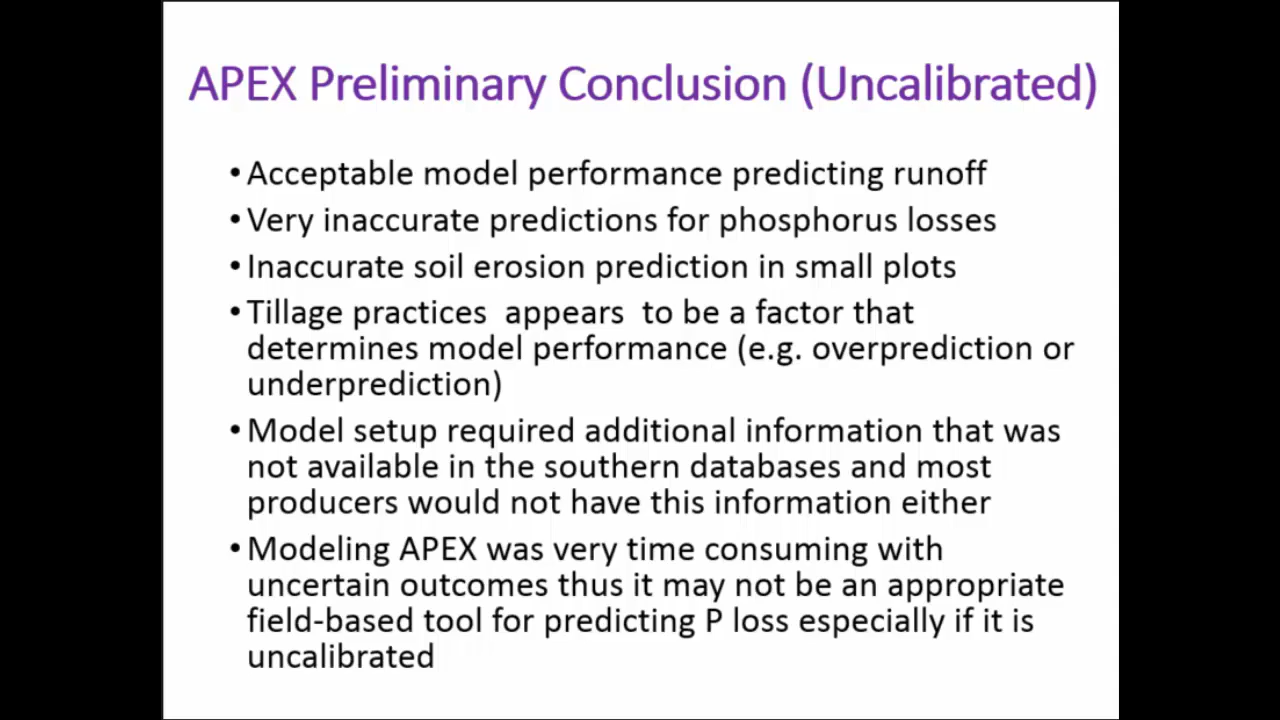 APEX Preliminary Conclusion (Uncalibrated)
•Acceptable model performance predicting runoff
•Very inaccurate predictions for phosphorus losses
•Inaccurate soil erosion prediction in small plots
•Tillage practices  appears  to be a factor that
determines model performance (e.g. overprediction or
underprediction)
•Model setup required additional information that was
not available in the southern databases and most
producers would not have this information either
•Modeling APEX was very time consuming with
uncertain outcomes thus it may not be an appropriate
field-based tool for predicting P loss especially if it is
uncalibrated